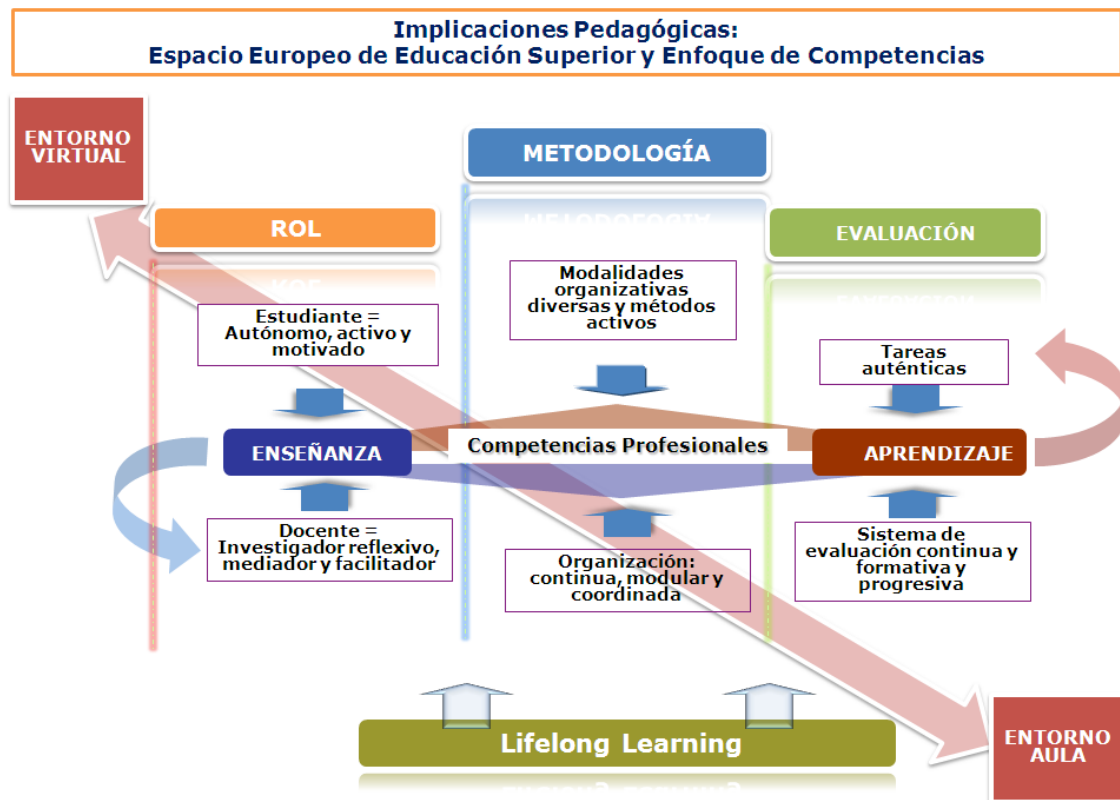 Implicaciones Pedagógicas:
Espacio Europeo de Educación Superior y Enfoque de Competencias
ENTORNO
VIRTUAL
METODOLOGÍA
ROL
EVALUACIÓN
Modalidades
organizativas
diversas y métodos
activos
Estudiante =
Autónomo, activo y
motivado
Tareas
auténticas
ENSEÑANZA
Competencias Profesionales
APRENDIZAJE
Docente =
Investigador reflexivo,
mediador y facilitador
Organización:
continua, modular y
coordinada
Sistema de
evaluación continua y
formativa y
progresiva
Lifelong Learning
ENTORNO
AULA